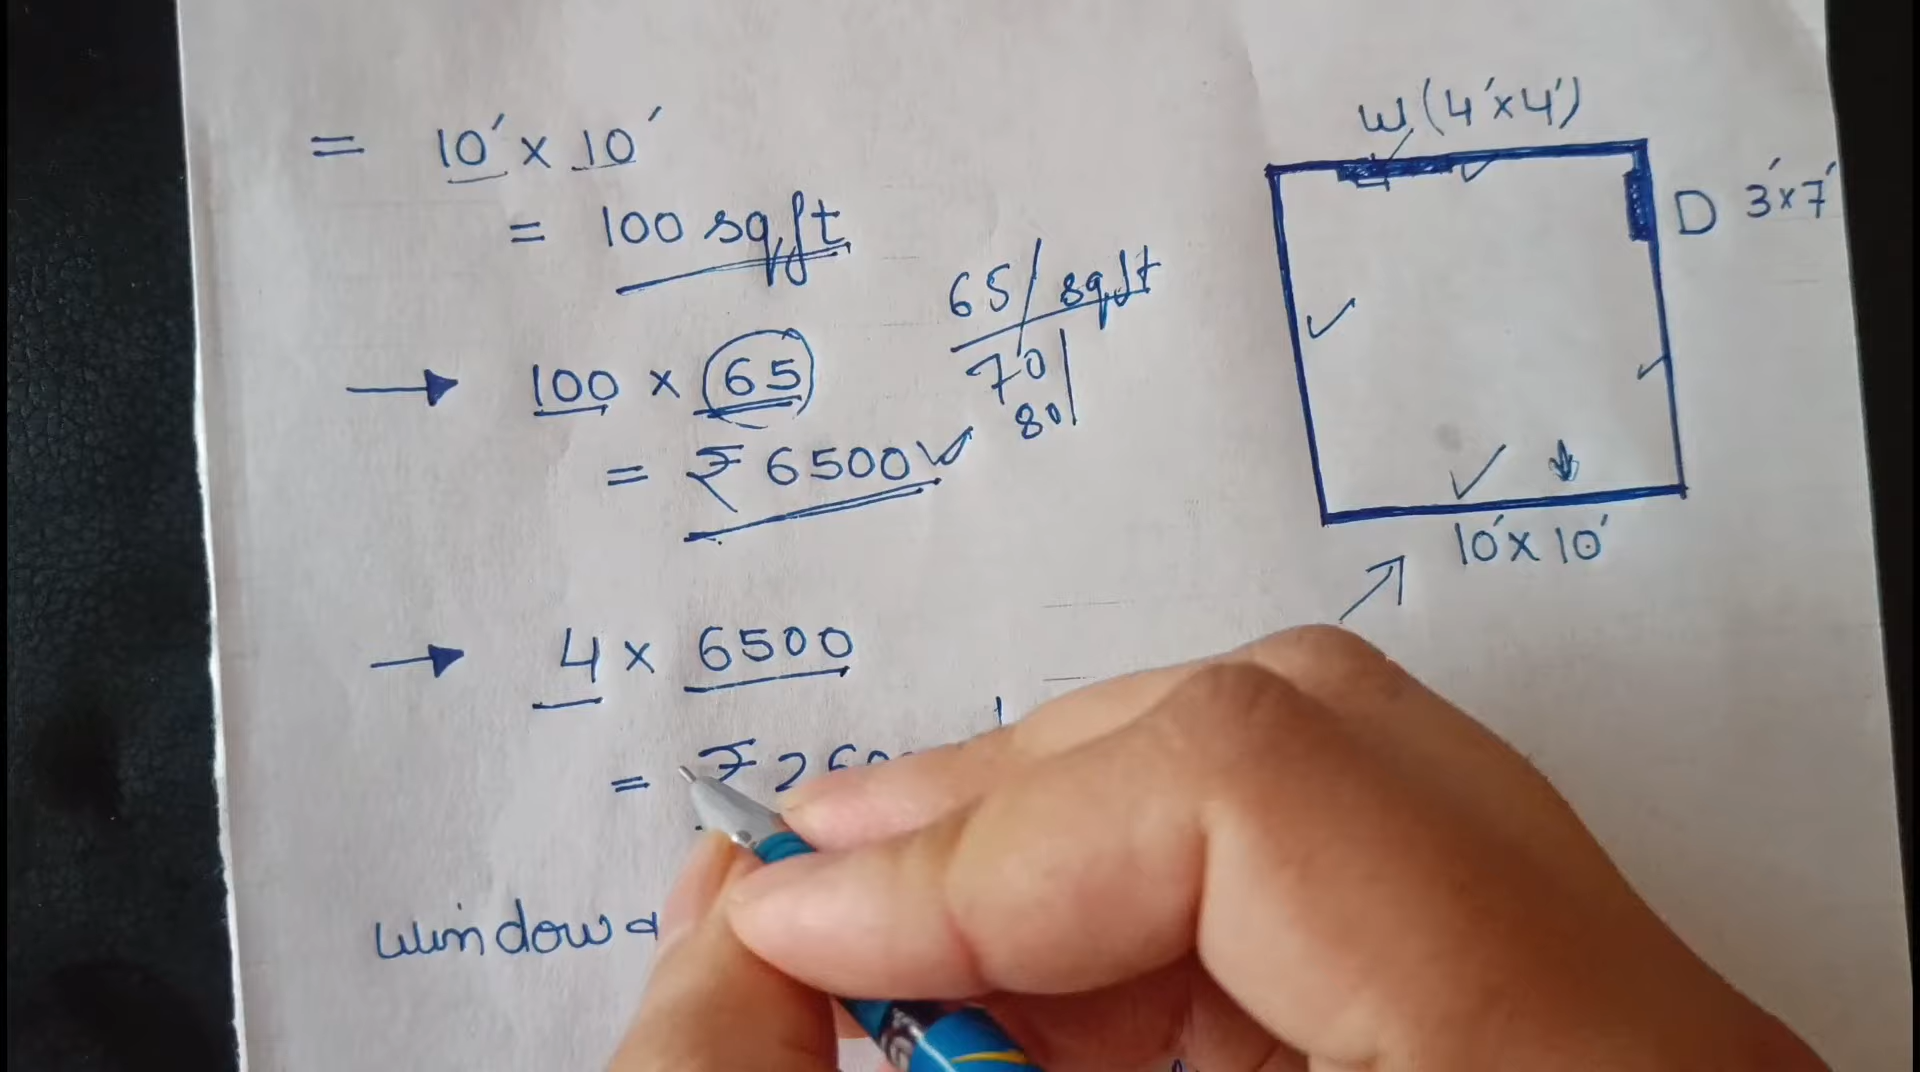 = 10' x 10'
= 100 sqft
→ 100 x 65
= ₹ 6500
65/sqft
70/
80/
→ 4 x 6500
=
window &
W (4'x4')
D 3'x7'
10'x 10'